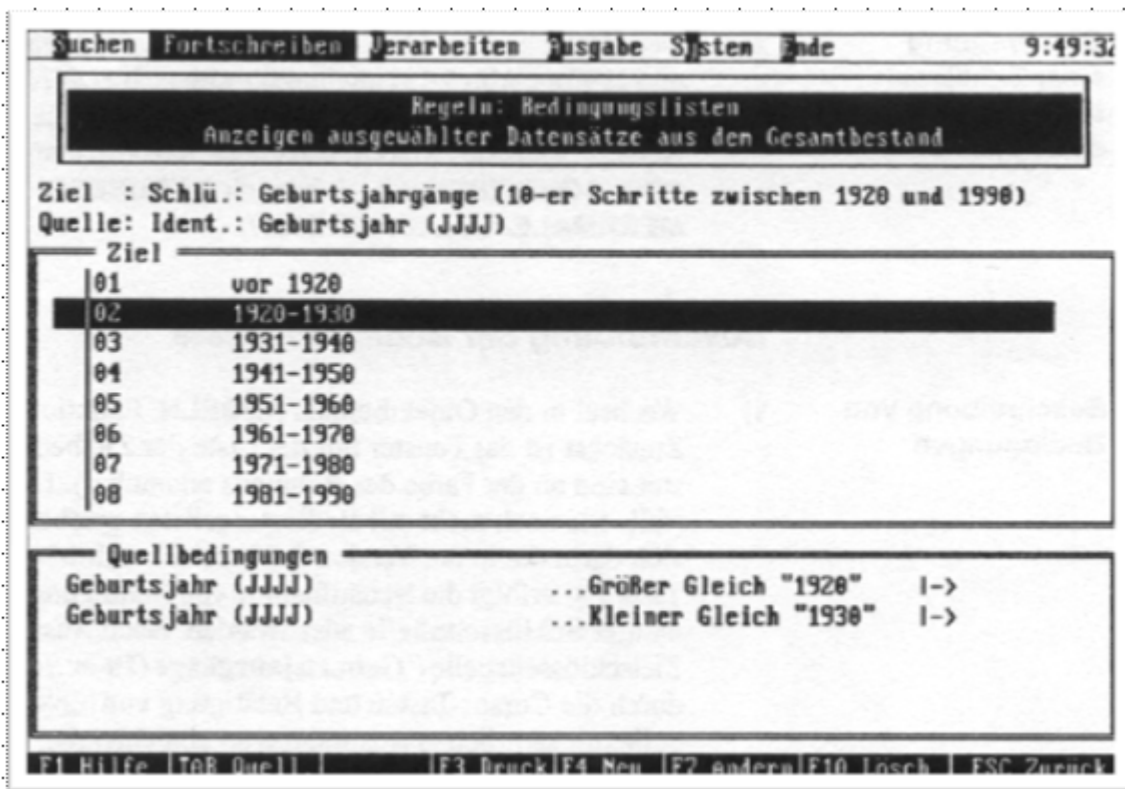 Suchen Fortschreiben Verarbeiten Ausgabe System Ende 9:49:32
Regeln: Bedingungslisten
Anzeigen ausgewählter Datensätze aus dem Gesamtbestand
Ziel : Schlü.: Geburtsjahrgänge (10-er Schritte zwischen 1920 und 1990)
Quelle: Ident.: Geburtsjahr (JJJJ)
Ziel
01 vor 1920
02 1920-1930
03 1931-1940
04 1941-1950
05 1951-1960
06 1961-1970
07 1971-1980
08 1981-1990
Quellbedingungen
Geburtsjahr (JJJJ) ...Größer Gleich "1920" |->
Geburtsjahr (JJJJ) ...Kleiner Gleich "1930" |->
F1 Hilfe TAB Quell. F3 Druck F4 Neu F7 Ändern F10 Lösch ESC Zurück